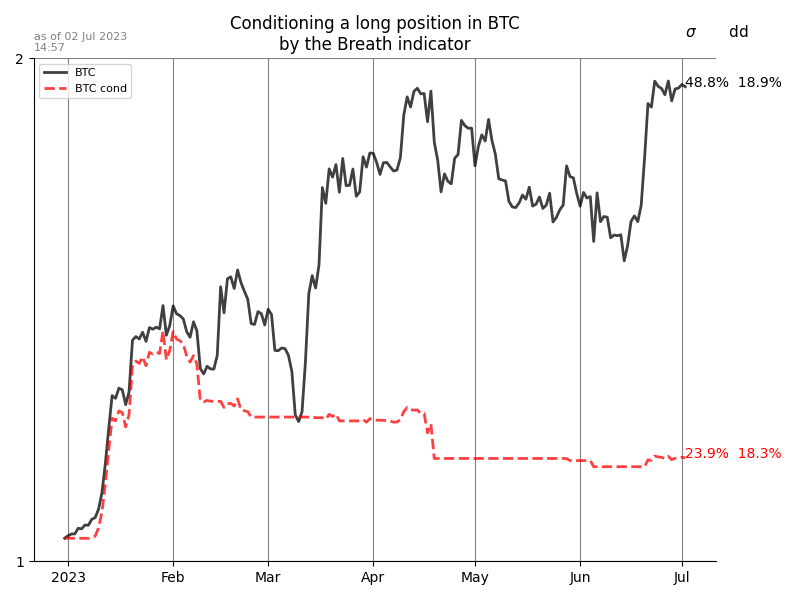 Conditioning a long position in BTC
by the Breath indicator
σ dd
as of 02 Jul 2023
14:57
2
BTC
BTC cond
48.8% 18.9%
23.9% 18.3%
1
2023 Feb Mar Apr May Jun Jul